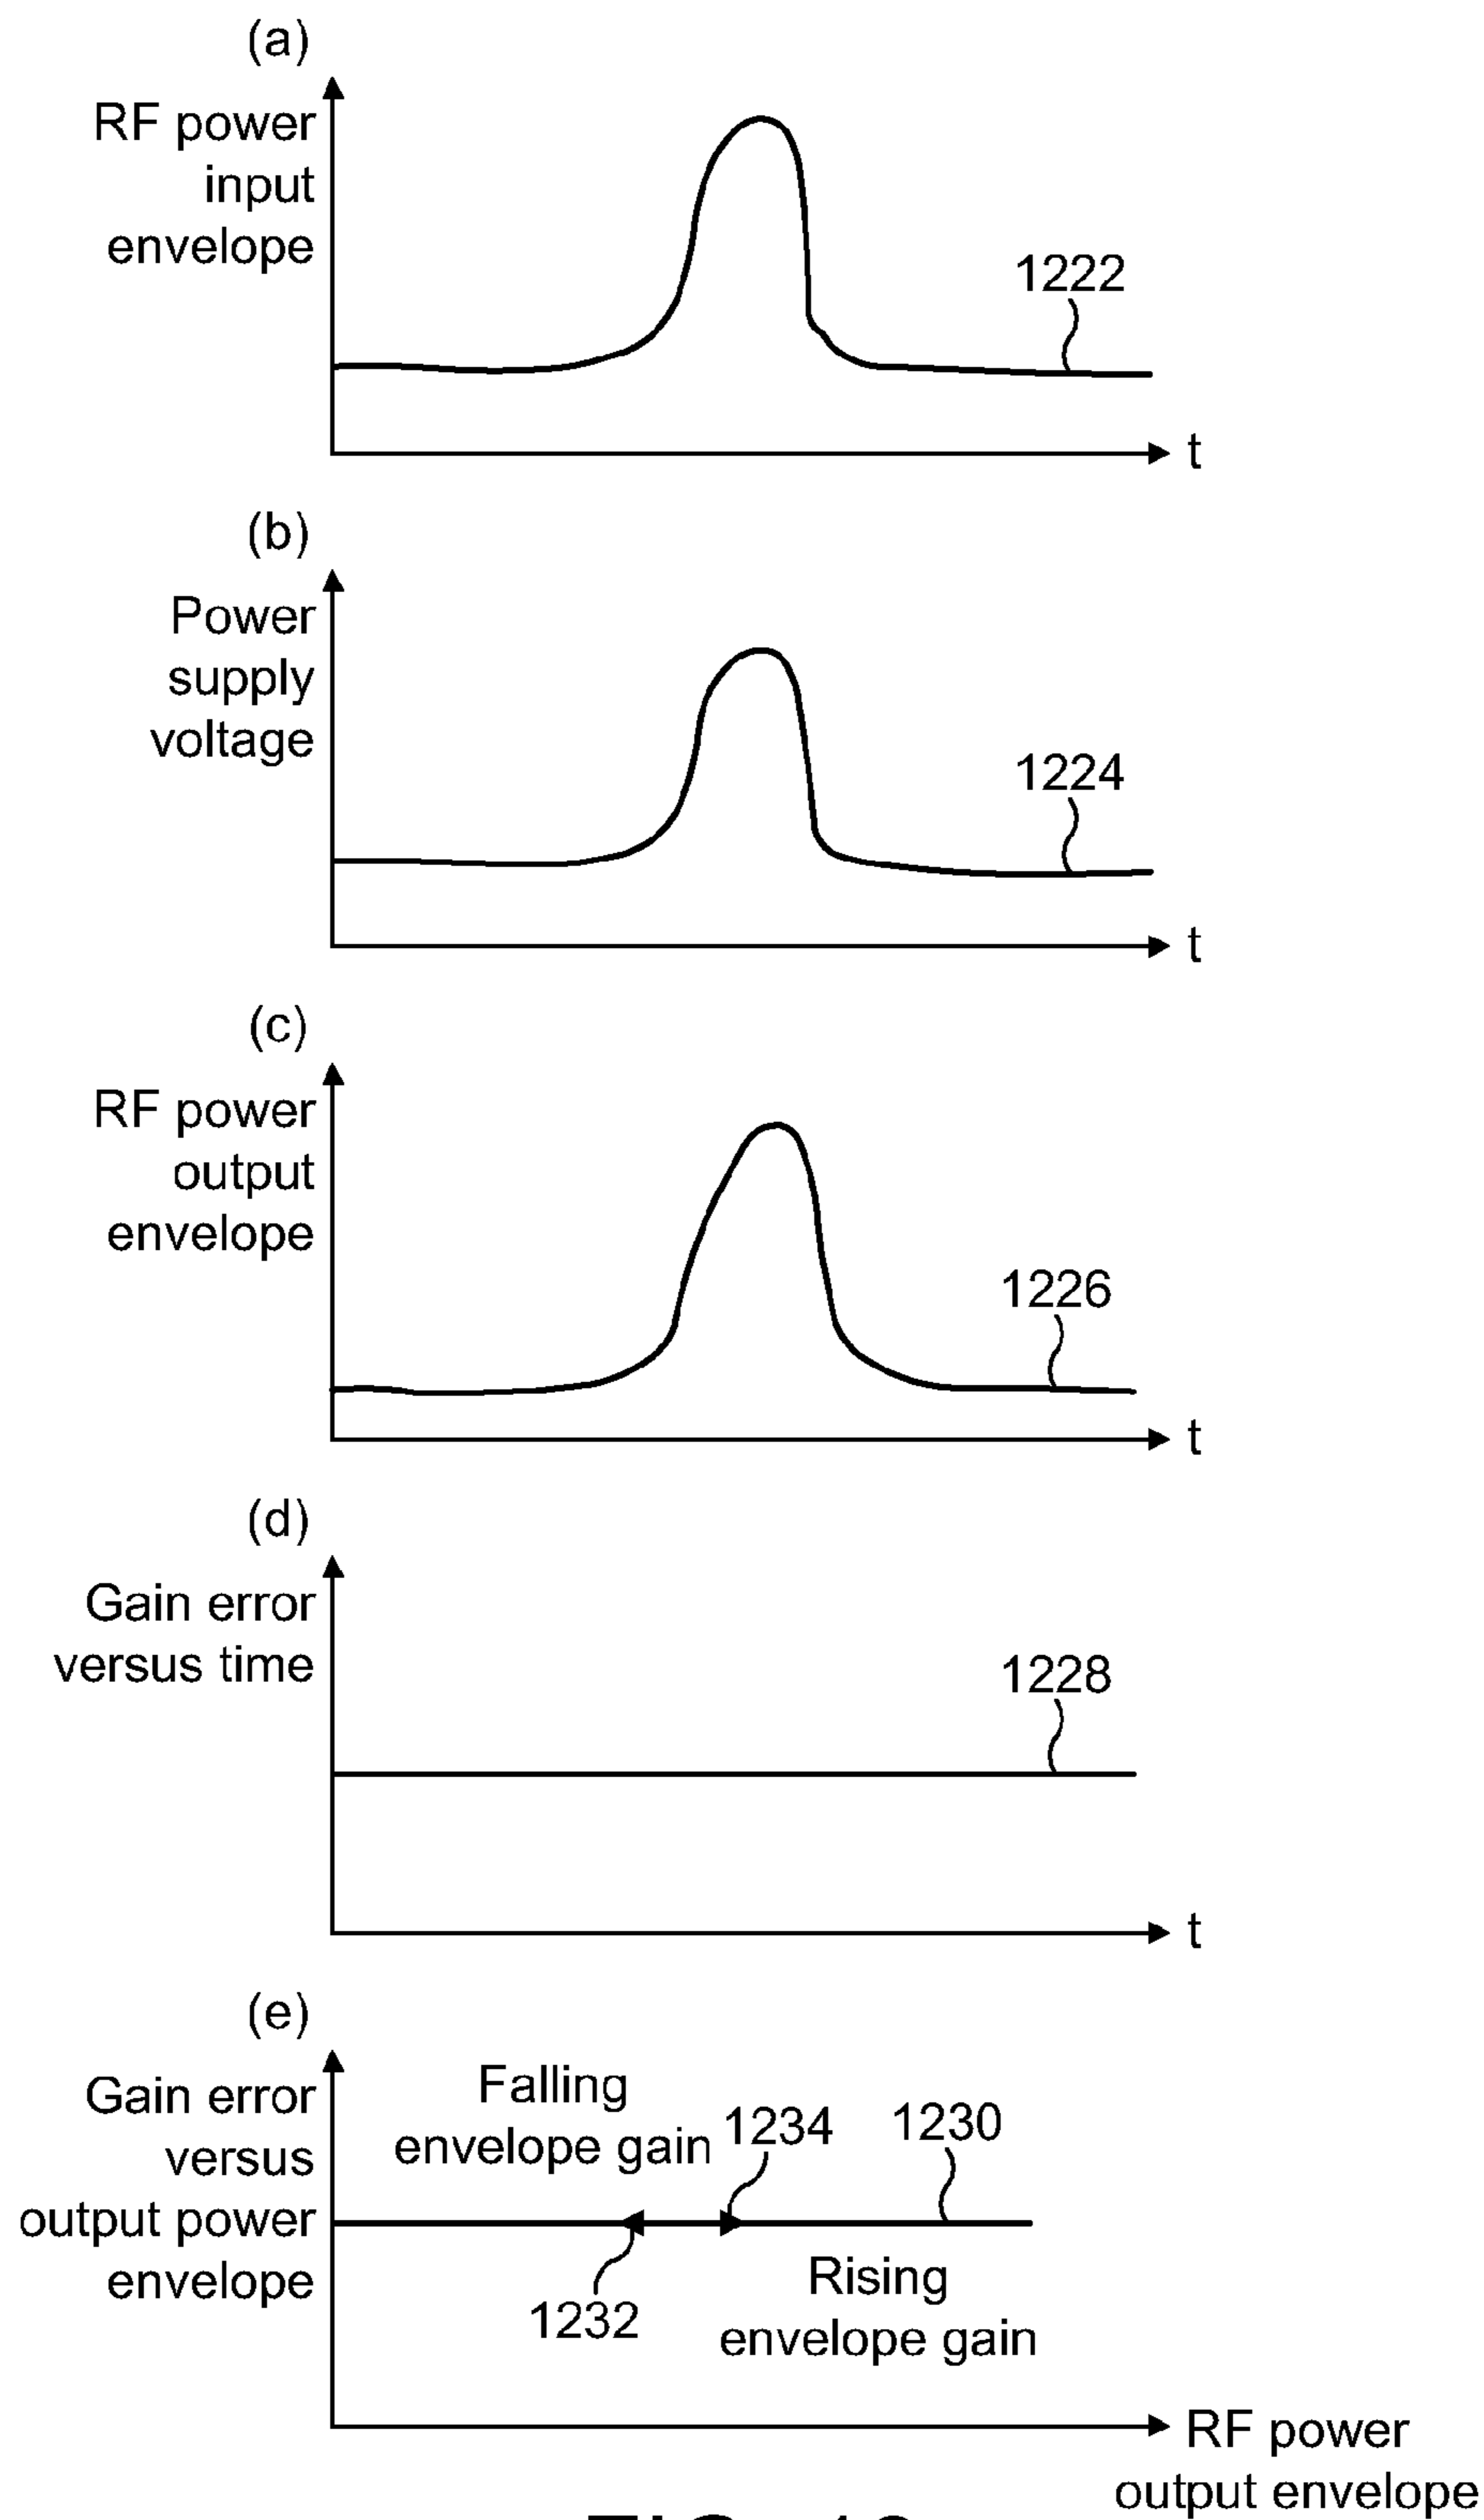 (a)
RF power
input
envelope
1222
t
(b)
Power
supply
voltage
1224
t
(c)
RF power
output
envelope
1226
t
(d)
Gain error
versus time
1228
t
(e)
Gain error
versus
output power
envelope
Falling
envelope gain
1234
1230
1232
Rising
envelope gain
RF power
output envelope